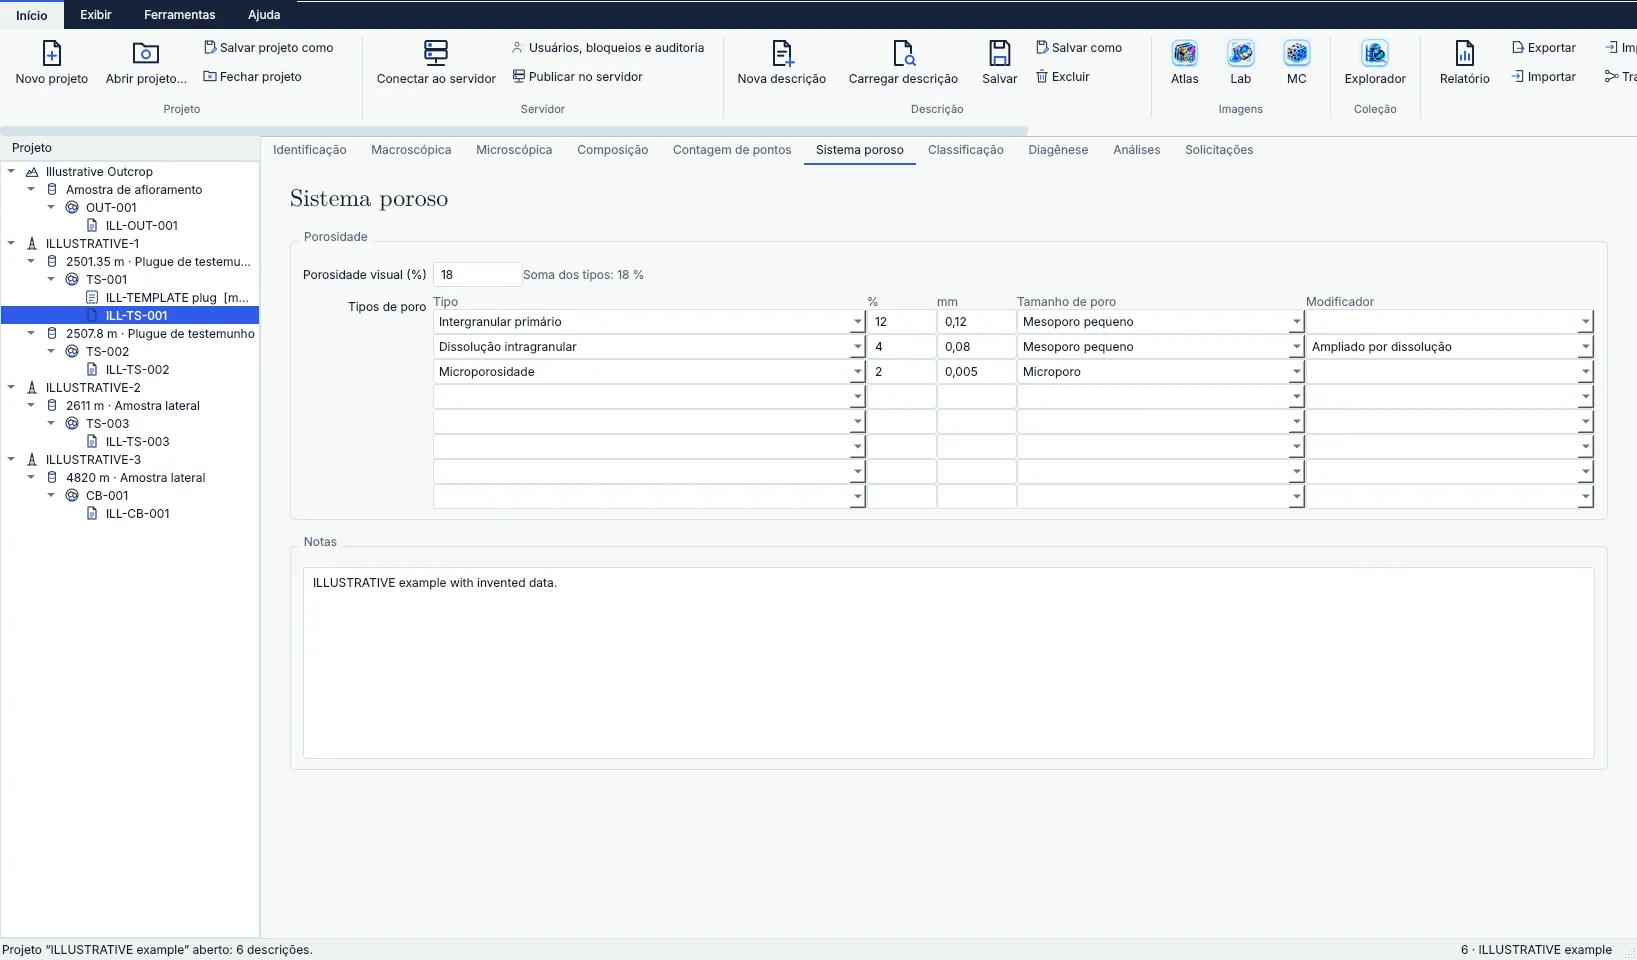 Início Exibir Ferramentas Ajuda
Novo projeto Abrir projeto... Salvar projeto como Fechar projeto
Projeto
Conectar ao servidor Usuários, bloqueios e auditoria Publicar no servidor
Servidor
Nova descrição Carregar descrição Salvar Salvar como Excluir
Descrição
Atlas Lab MC
Imagens
Explorador
Coleção
Relatório Exportar Importar
Projeto
Illustrative Outcrop
Amostra de afloramento
OUT-001
ILL-OUT-001
ILLUSTRATIVE-1
2501.35 m · Plugue de testemu...
TS-001
ILL-TEMPLATE plug [m...
ILL-TS-001
2507.8 m · Plugue de testemunho
TS-002
ILL-TS-002
ILLUSTRATIVE-2
2611 m · Amostra lateral
TS-003
ILL-TS-003
ILLUSTRATIVE-3
4820 m · Amostra lateral
CB-001
ILL-CB-001
Identificação Macroscópica Microscópica Composição Contagem de pontos Sistema poroso Classificação Diagênese Análises Solicitações
Sistema poroso
Porosidade
Porosidade visual (%) 18 Soma dos tipos: 18 %
Tipos de poro
Tipo % mm Tamanho de poro Modificador
Intergranular primário 12 0,12 Mesoporo pequeno
Dissolução intragranular 4 0,08 Mesoporo pequeno Ampliado por dissolução
Microporosidade 2 0,005 Microporo
Notas
ILLUSTRATIVE example with invented data.
Projeto "ILLUSTRATIVE example" aberto: 6 descrições.
6 · ILLUSTRATIVE example